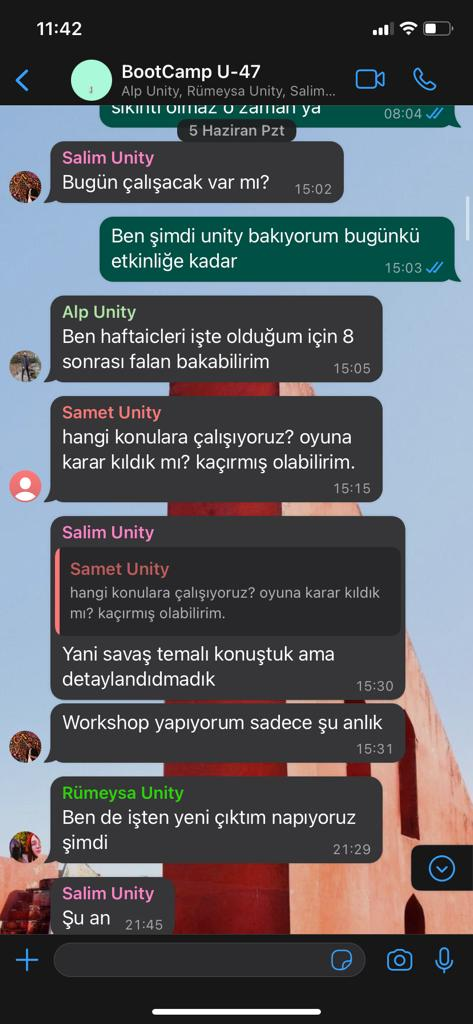 11:42
BootCamp U-47
Alp Unity, Rümeysa Unity, Salim...
sıkıntı olmaz o zaman ya
08:04
5 Haziran Pzt
Salim Unity
Bugün çalışacak var mı?
15:02
Ben şimdi unity bakıyorum bugünkü
etkinliğe kadar
15:03
Alp Unity
Ben haftaicleri işte olduğum için 8
sonrası falan bakabilirim
15:05
Samet Unity
hangi konulara çalışıyoruz? oyuna
karar kıldık mı? kaçırmış olabilirim.
15:15
Salim Unity
Samet Unity
hangi konulara çalışıyoruz? oyuna karar kıldık
mı? kaçırmış olabilirim.
Yani savaş temalı konuştuk ama
detaylandıdmadık
15:30
Workshop yapıyorum sadece şu anlık
15:31
Rümeysa Unity
Ben de işten yeni çıktım napıyoruz
şimdi
21:29
Salim Unity
Şu an
21:45